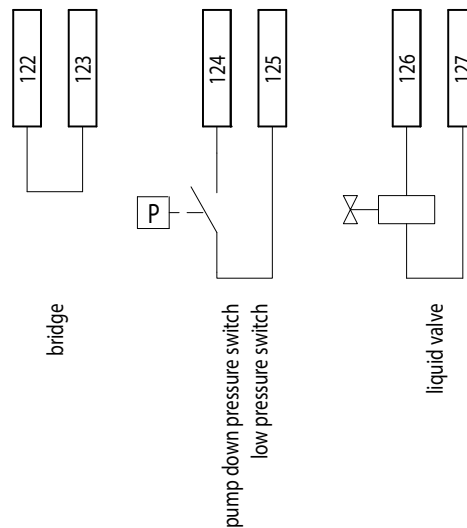 122
123
124
125
126
127
P
bridge
pump down pressure switch
low pressure switch
liquid valve